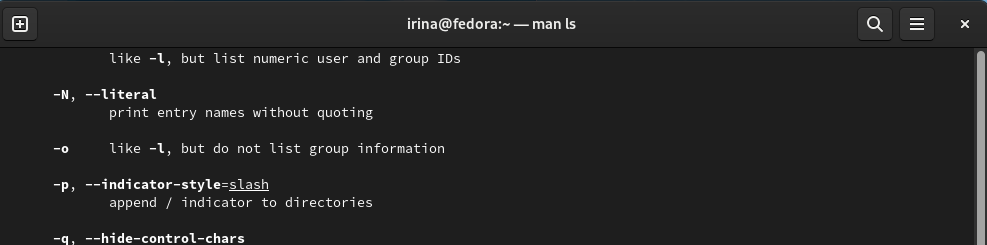 irina@fedora:~ — man ls
like -l, but list numeric user and group IDs
-N, --literal
print entry names without quoting
-o like -l, but do not list group information
-p, --indicator-style=slash
append / indicator to directories
-q, --hide-control-chars